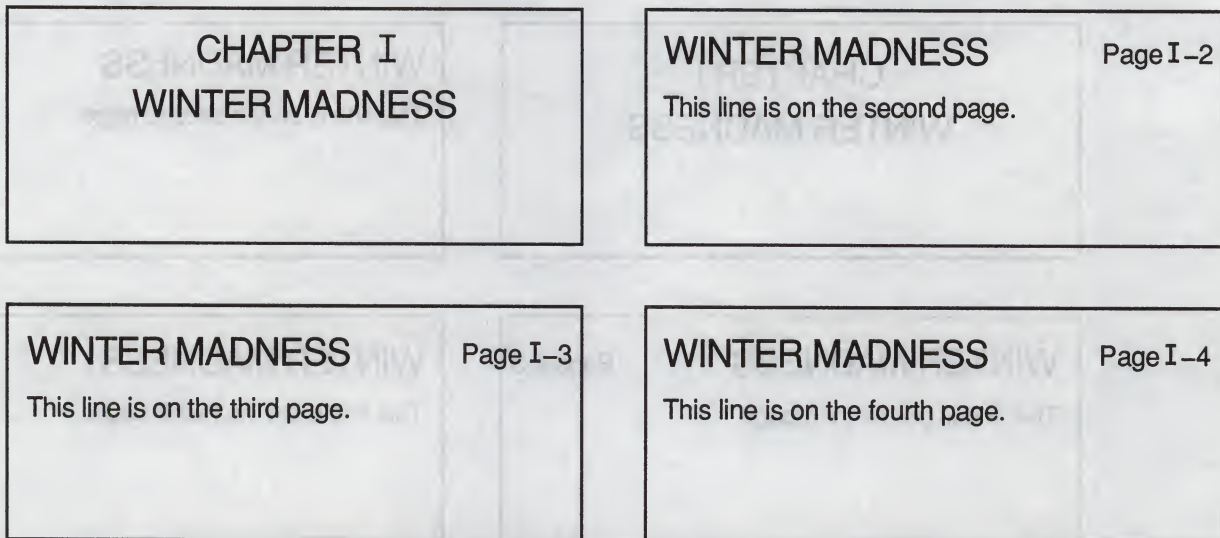 CHAPTER I
WINTER MADNESS
WINTER MADNESS Page I–2
This line is on the second page.
WINTER MADNESS Page I–3
This line is on the third page.
WINTER MADNESS Page I–4
This line is on the fourth page.